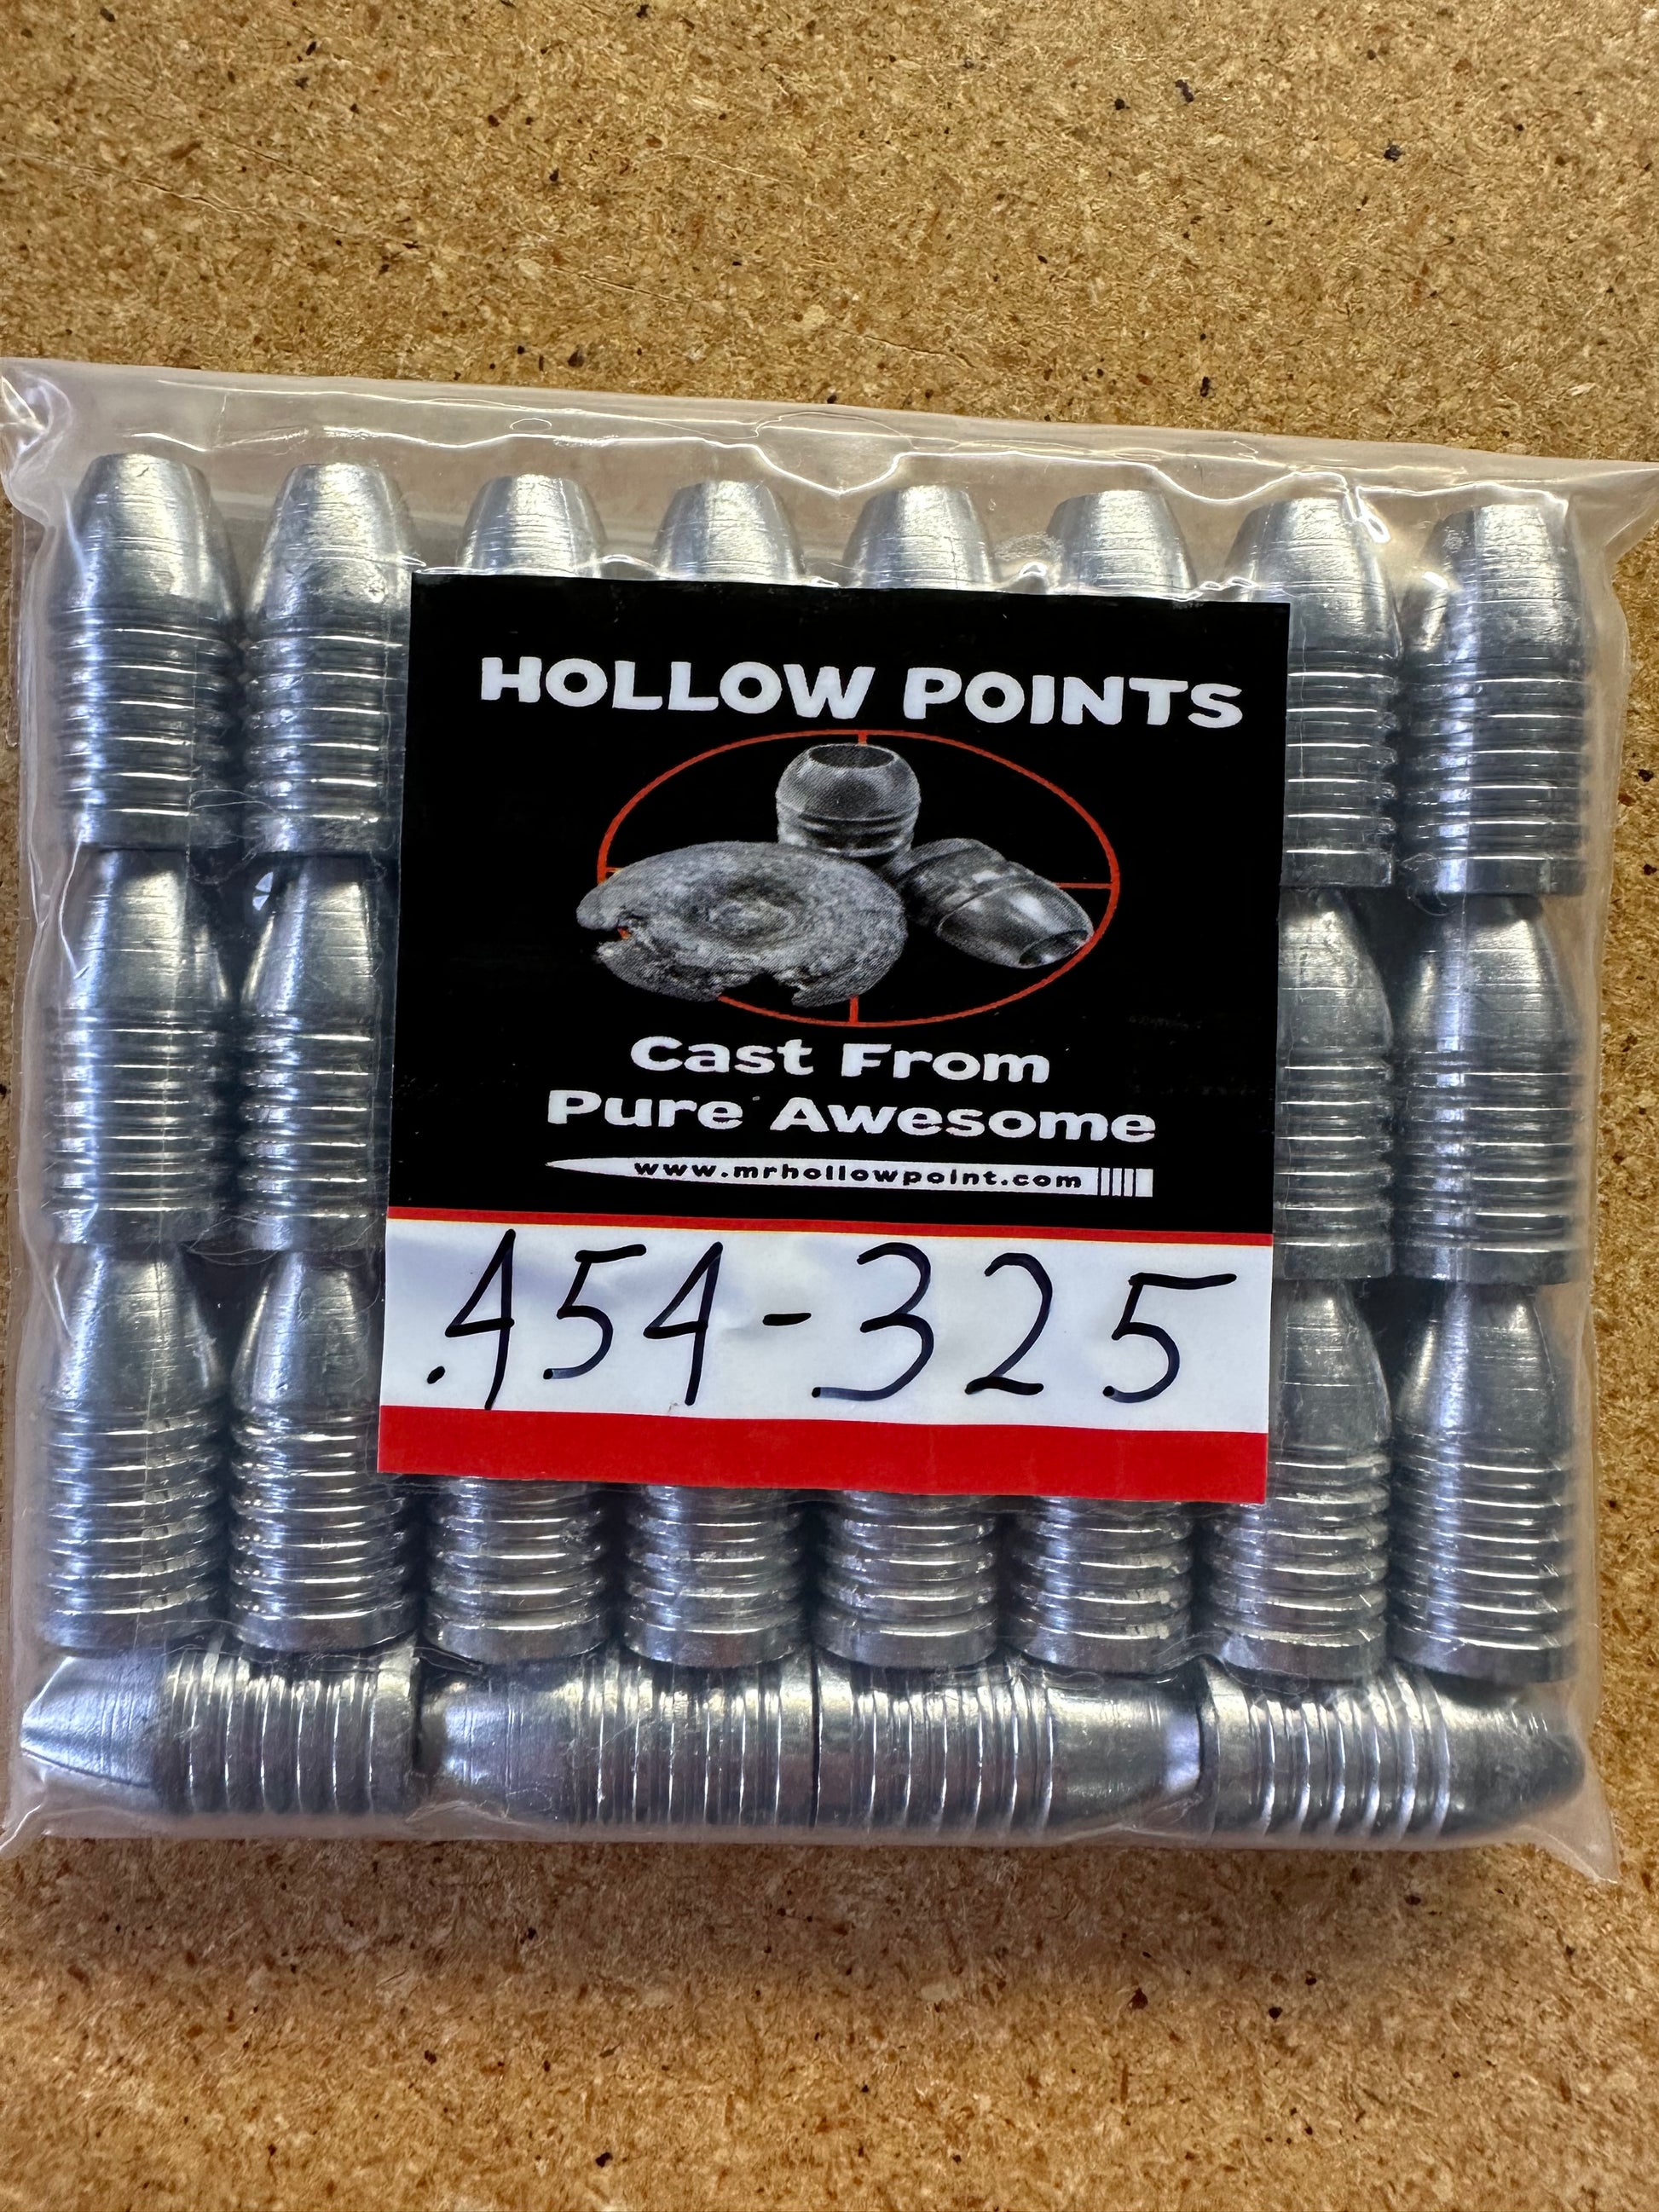 HOLLOW POINTS
Cast From
Pure Awesome
www.mrhollowpoint.com
.454-325